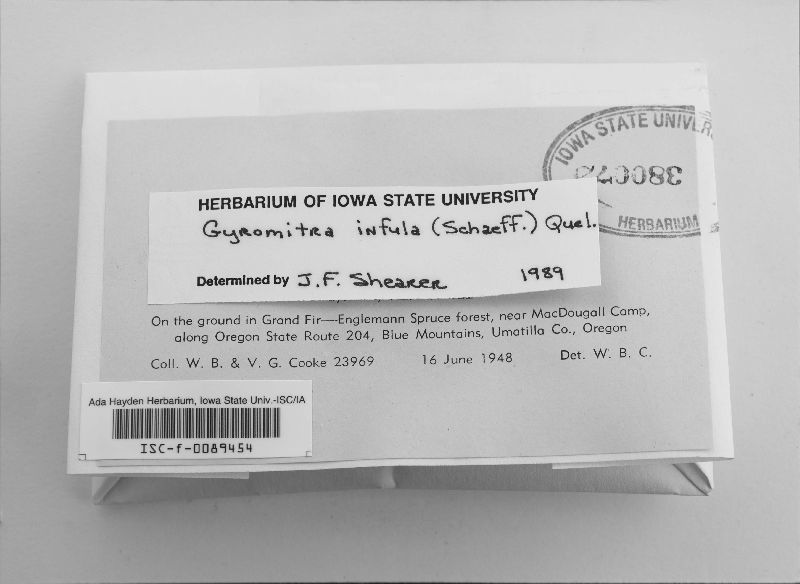 IOWA STATE UNIVER
HERBARIUM
HERBARIUM OF IOWA STATE UNIVERSITY
Gyromitra infula (Schaeff.) Quel.
Determined by J.F. Shearer 1989
On the ground in Grand Fir—Englemann Spruce forest, near MacDougall Camp,
along Oregon State Route 204, Blue Mountains, Umatilla Co., Oregon
Coll. W. B. & V. G. Cooke 23969 16 June 1948 Det. W. B. C.
Ada Hayden Herbarium, Iowa State Univ.-ISC/IA
ISC-f-0089454